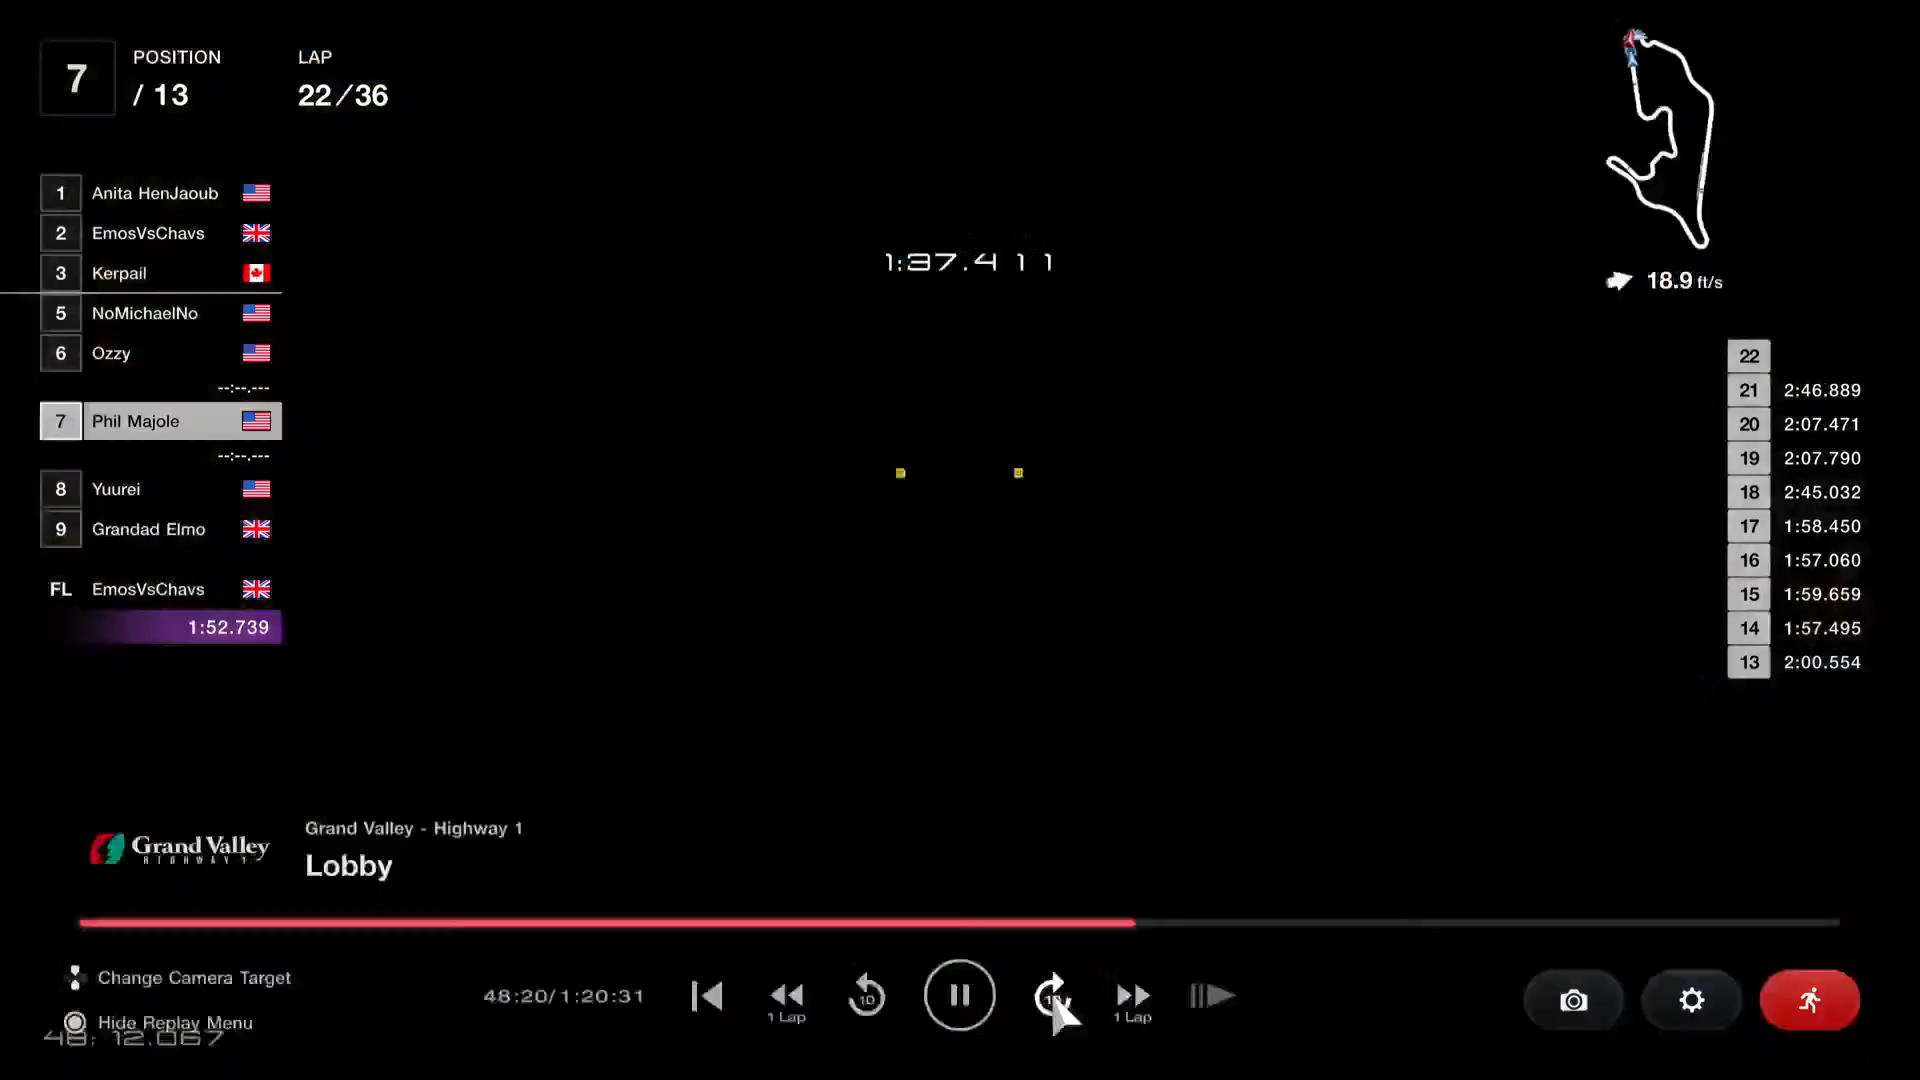 7
POSITION
/ 13
LAP
22/36
1 Anita HenJaoub
2 EmosVsChavs
3 Kerpail
5 NoMichaelNo
6 Ozzy
--:--.---
7 Phil Majole
--:--.---
8 Yuurei
9 Grandad Elmo
FL EmosVsChavs
1:52.739
1:37.411
18.9 ft/s
22
21 2:46.889
20 2:07.471
19 2:07.790
18 2:45.032
17 1:58.450
16 1:57.060
15 1:59.659
14 1:57.495
13 2:00.554
Grand Valley
HIGHWAY 1
Grand Valley - Highway 1
Lobby
Change Camera Target
Hide Replay Menu
48:12.067
48:20/1:20:31
1 Lap
10
1 Lap